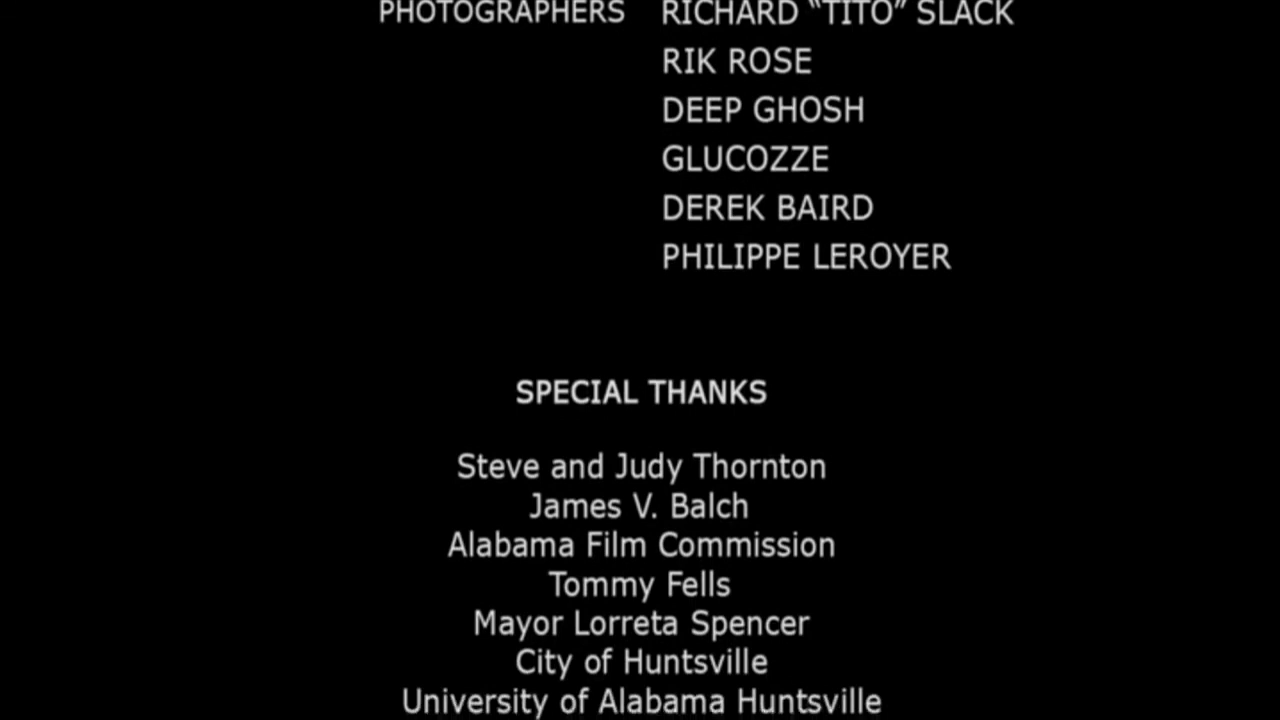 PHOTOGRAPHERS RICHARD “TITO” SLACK
RIK ROSE
DEEP GHOSH
GLUCOZZE
DEREK BAIRD
PHILIPPE LEROYER
SPECIAL THANKS
Steve and Judy Thornton
James V. Balch
Alabama Film Commission
Tommy Fells
Mayor Lorreta Spencer
City of Huntsville
University of Alabama Huntsville